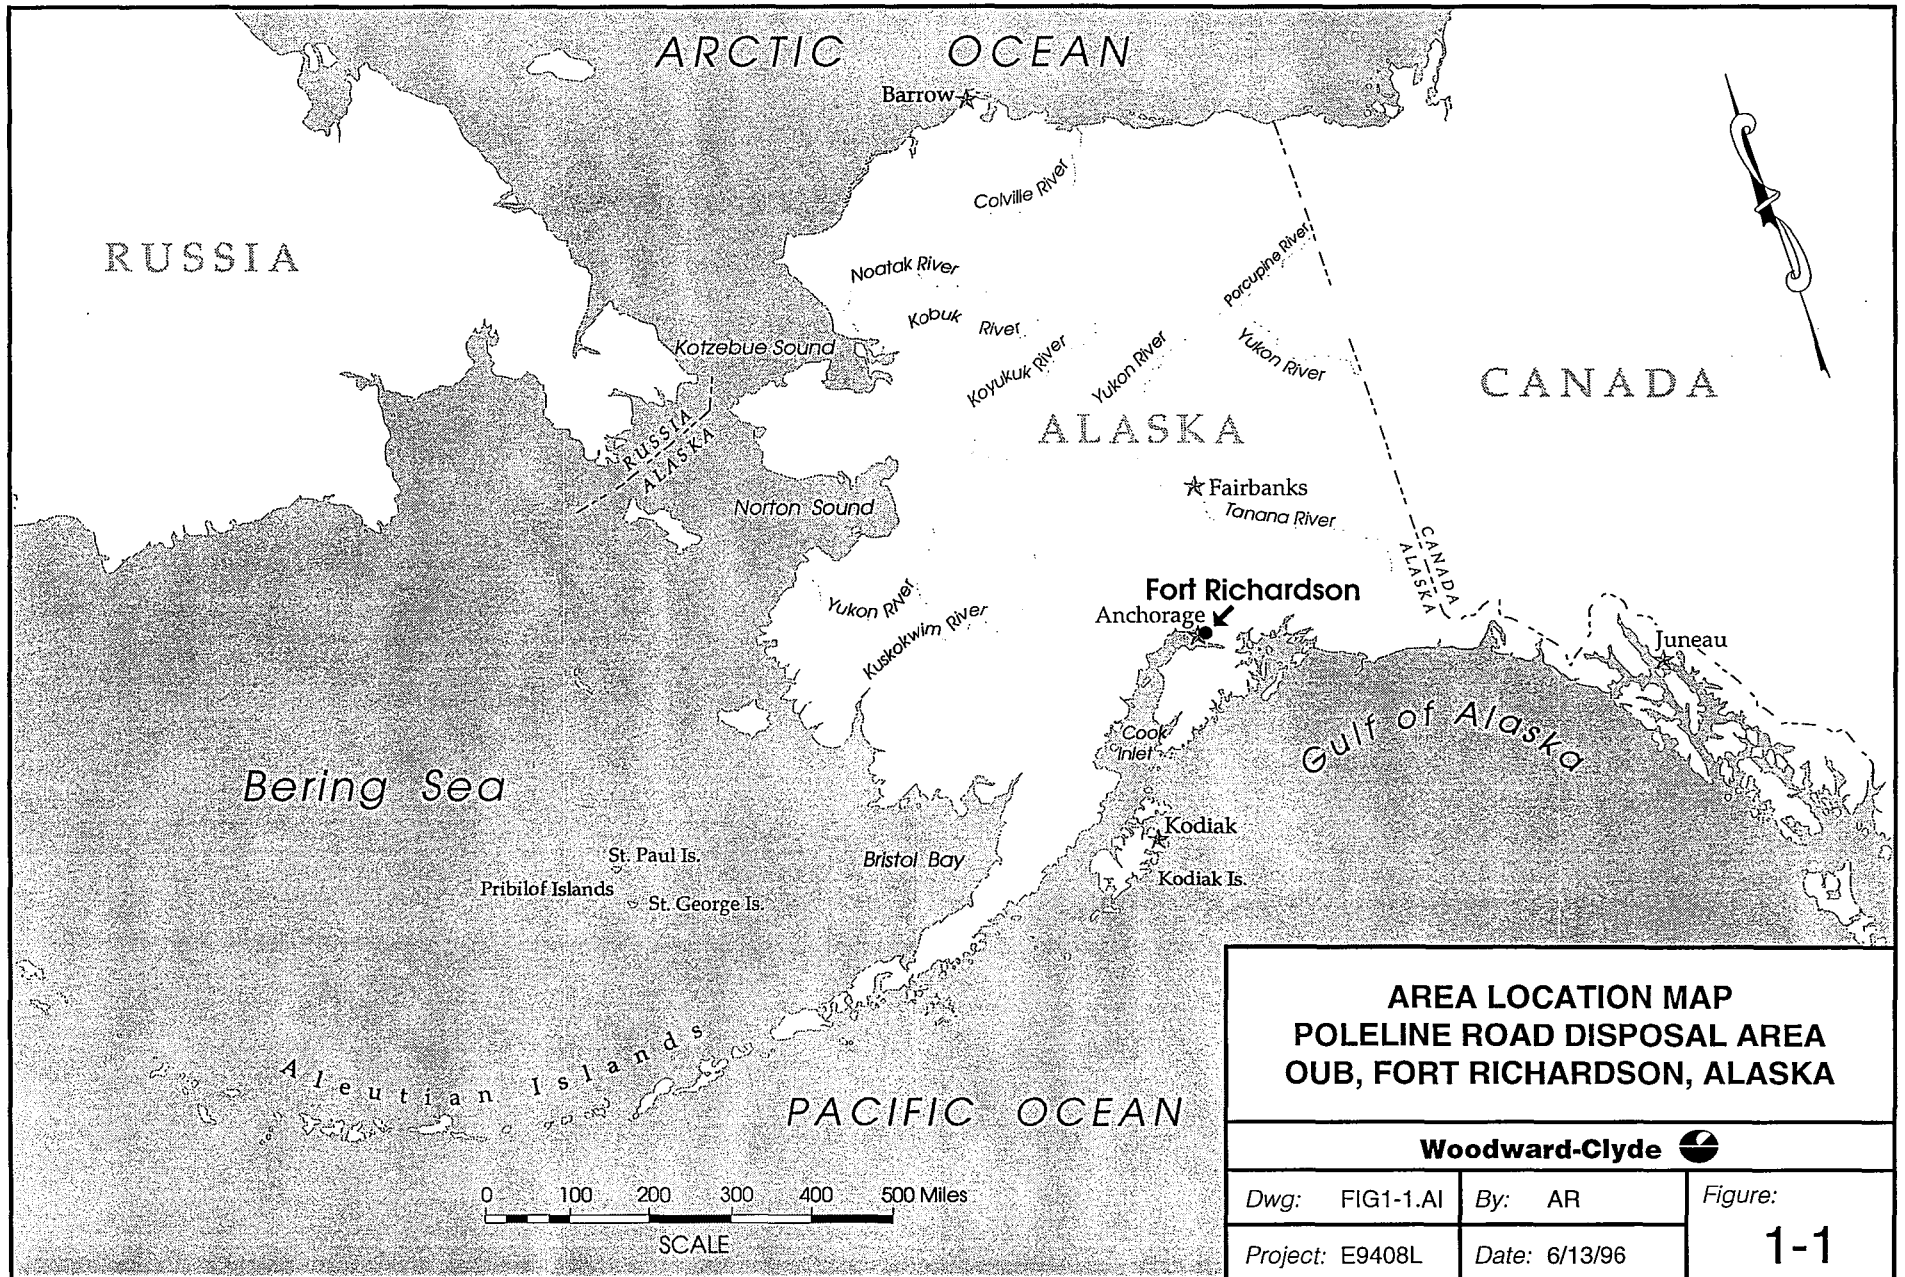 ARCTIC OCEAN
Barrow
Colville River
RUSSIA
Noatak River
Porcupine River
Kobuk River
Kotzebue Sound
Koyukuk River
Yukon River
Yukon River
CANADA
RUSSIA
ALASKA
ALASKA
Fairbanks
Norton Sound
Tanana River
CANADA
ALASKA
Fort Richardson
Anchorage
Yukon River
Kuskokwim River
Juneau
Gulf of Alaska
Cook
Inlet
Bering Sea
Kodiak
St. Paul Is.
Bristol Bay
Pribilof Islands
Kodiak Is.
St. George Is.
Aleutian Islands
PACIFIC OCEAN
0 100 200 300 400 500 Miles
SCALE
AREA LOCATION MAP
POLELINE ROAD DISPOSAL AREA
OUB, FORT RICHARDSON, ALASKA
Woodward-Clyde
Dwg: FIG1-1.AI
By: AR
Figure:
1-1
Project: E9408L
Date: 6/13/96